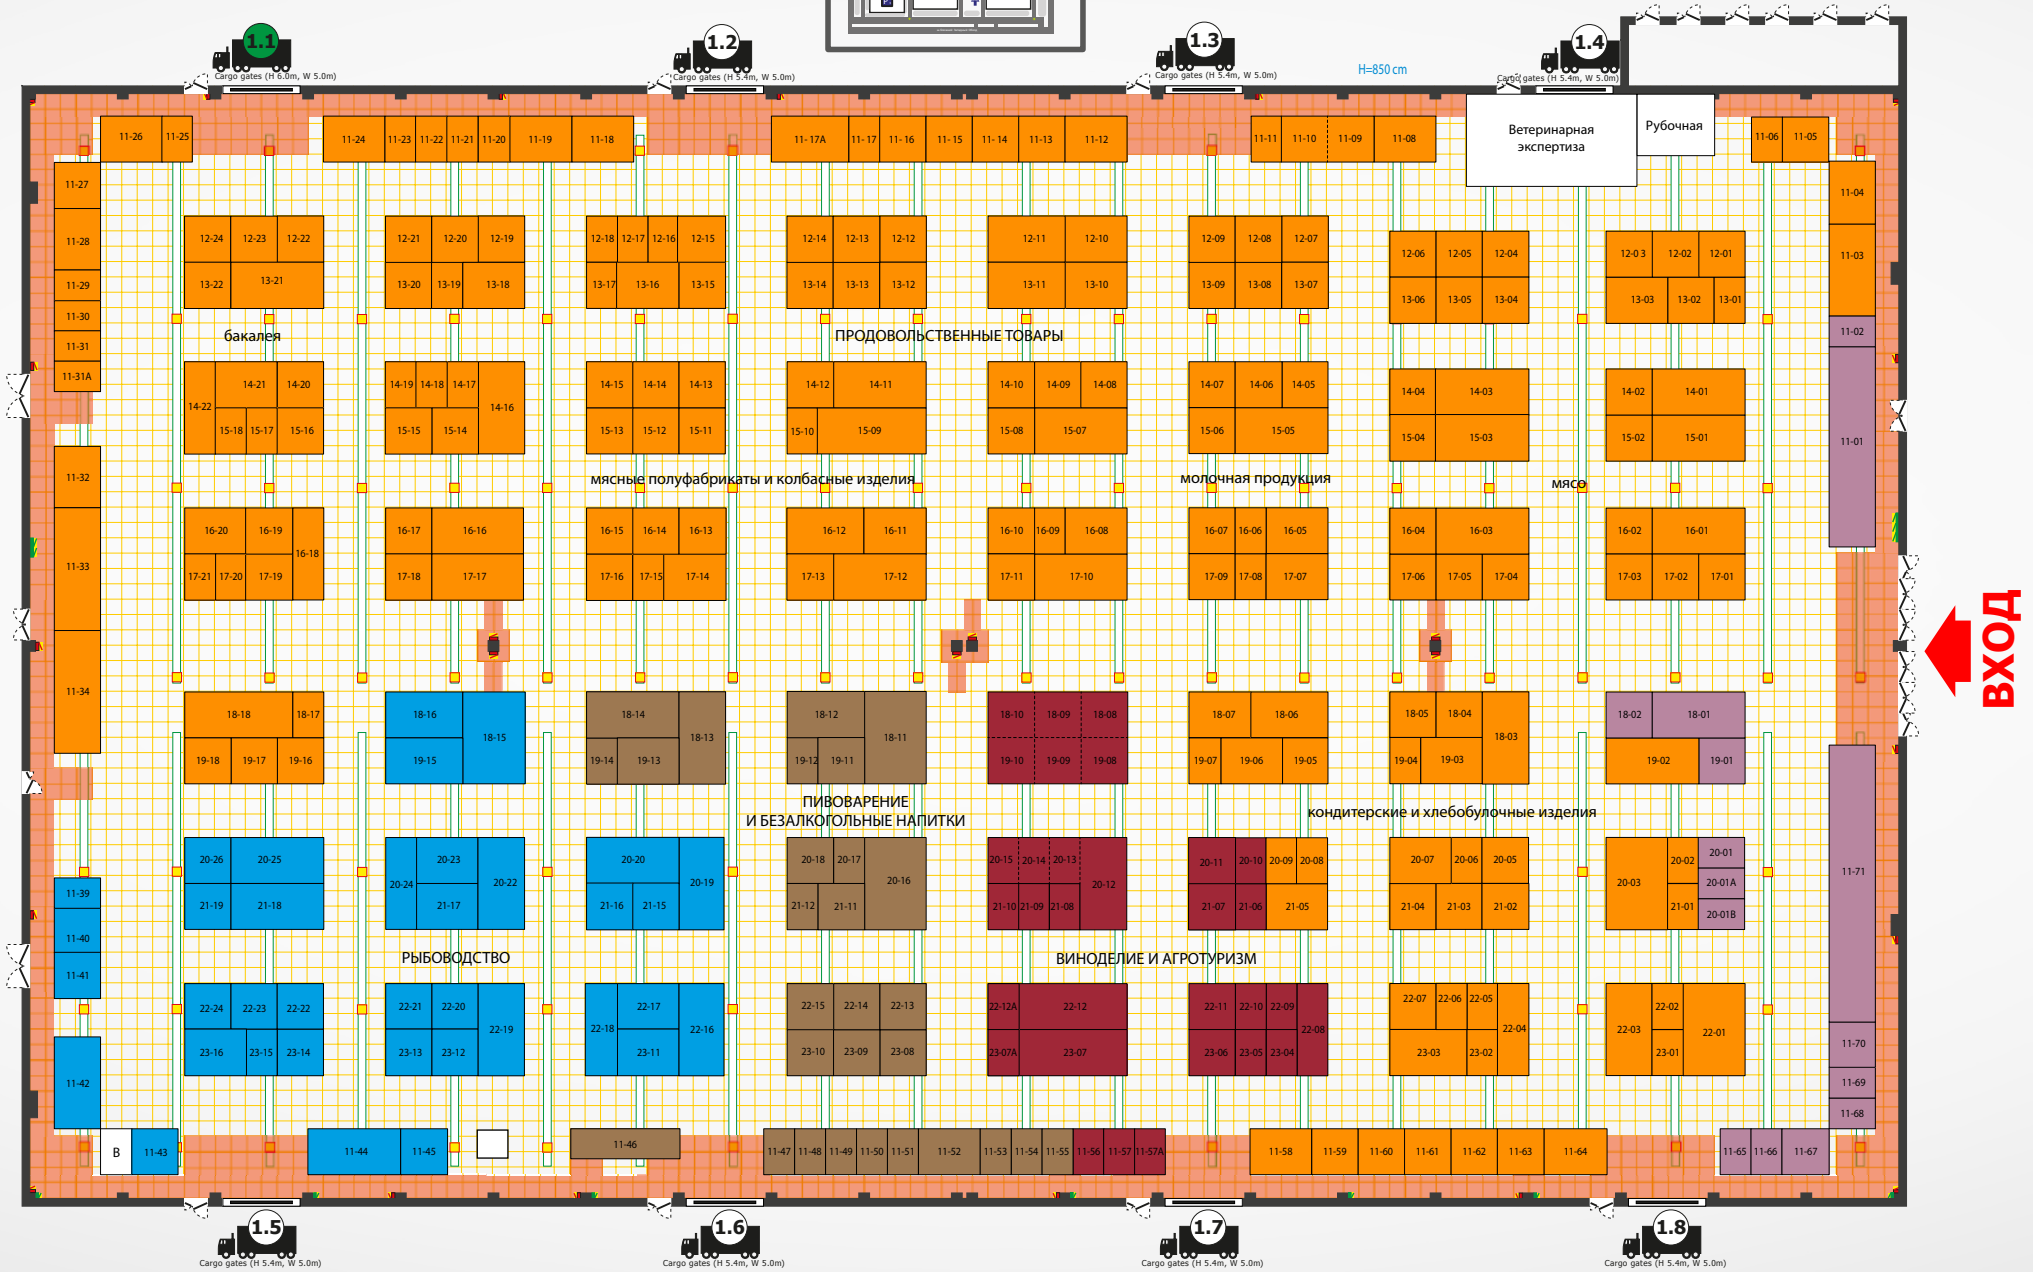 1.1
1.2
1.3
1.4
Cargo gates (H 6.0m, W 5.0m)
Cargo gates (H 5.4m, W 5.0m)
Cargo gates (H 5.4m, W 5.0m)
H=850 cm
Cargo gates (H 5.4m, W 5.0m)
11-26 11-25 11-24 11-23 11-22 11-21 11-20 11-19 11-18 11- 17A 11- 17 11- 16 11- 15 11- 14 11-13 11-12 11-11 11-10 11-09 11-08
Ветеринарная
экспертиза
Рубочная
11-06 11-05
11-27
11-28
11-29
11-30
11-31
11-31A
11-32
11-33
11-34
11-39
11-40
11-41
11-42
11-04
11-03
11-02
11-01
12-24 12-23 12-22 12-21 12-20 12-19 12-18 12-17 12-16 12-15 12-14 12-13 12-12 12-11 12-10 12-09 12-08 12-07 12-06 12-05 12-04 12-0 3 12-02 12-01
13-22 13-21 13-20 13-19 13-18 13-17 13-16 13-15 13-14 13-13 13-12 13-11 13-10 13-09 13-08 13-07 13-06 13-05 13-04 13-03 13-02 13-01
бакалея
ПРОДОВОЛЬСТВЕННЫЕ ТОВАРЫ
14-22 14-21 14-20 14-19 14-18 14-17 14-16 14-15 14-14 14-13 14-12 14-11 14-10 14-09 14-08 14-07 14-06 14-05 14-04 14-03 14-02 14-01
15-18 15-17 15-16 15-15 15-14 15-13 15-12 15-11 15-10 15-09 15-08 15-07 15-06 15-05 15-04 15-03 15-02 15-01
мясные полуфабрикаты и колбасные изделия
молочная продукция
мясо
16-20 16-19 16-18 16-17 16-16 16-15 16-14 16-13 16-12 16-11 16-10 16-09 16-08 16-07 16-06 16-05 16-04 16-03 16-02 16-01
17-21 17-20 17-19 17-18 17-17 17-16 17-15 17-14 17-13 17-12 17-11 17-10 17-09 17-08 17-07 17-06 17-05 17-04 17-03 17-02 17-01
ВХОД
18-18 18-17 18-16 18-15 18-14 18-13 18-12 18-11 18-10 18-09 18-08 18-07 18-06 18-05 18-04 18-03 18-02 18-01
19-18 19-17 19-16 19-15 19-14 19-13 19-12 19-11 19-10 19-09 19-08 19-07 19-06 19-05 19-04 19-03 19-02 19-01
ПИВОВАРЕНИЕ
И БЕЗАЛКОГОЛЬНЫЕ НАПИТКИ
кондитерские и хлебобулочные изделия
20-26 20-25 20-24 20-23 20-22 20-20 20-19 20-18 20-17 20-16 20-15 20-14 20-13 20-12 20-11 20-10 20-09 20-08 20-07 20-06 20-05 20-03 20-02 20-01
20-01A
20-01B
21-19 21-18 21-17 21-16 21-15 21-12 21-11 21-10 21-09 21-08 21-07 21-06 21-05 21-04 21-03 21-02 21-01
РЫБОВОДСТВО
ВИНОДЕЛИЕ И АГРОТУРИЗМ
22-24 22-23 22-22 22-21 22-20 22-19 22-18 22-17 22-16 22-15 22-14 22-13 22-12A 22-12 22-11 22-10 22-09 22-08 22-07 22-06 22-05 22-04 22-03 22-02 22-01
23-16 23-15 23-14 23-13 23-12 23-11 23-10 23-09 23-08 23-07A 23-07 23-06 23-05 23-04 23-03 23-02 23-01
11-71
11-70
11-69
11-68
B 11-43 11-44 11-45 11-46 11-47 11-48 11-49 11-50 11-51 11-52 11-53 11-54 11-55 11-56 11-57 11-57A 11-58 11-59 11-60 11-61 11-62 11-63 11-64 11-65 11-66 11-67
1.5
1.6
1.7
1.8
Cargo gates (H 5.4m, W 5.0m)
Cargo gates (H 5.4m, W 5.0m)
Cargo gates (H 5.4m, W 5.0m)
Cargo gates (H 5.4m, W 5.0m)